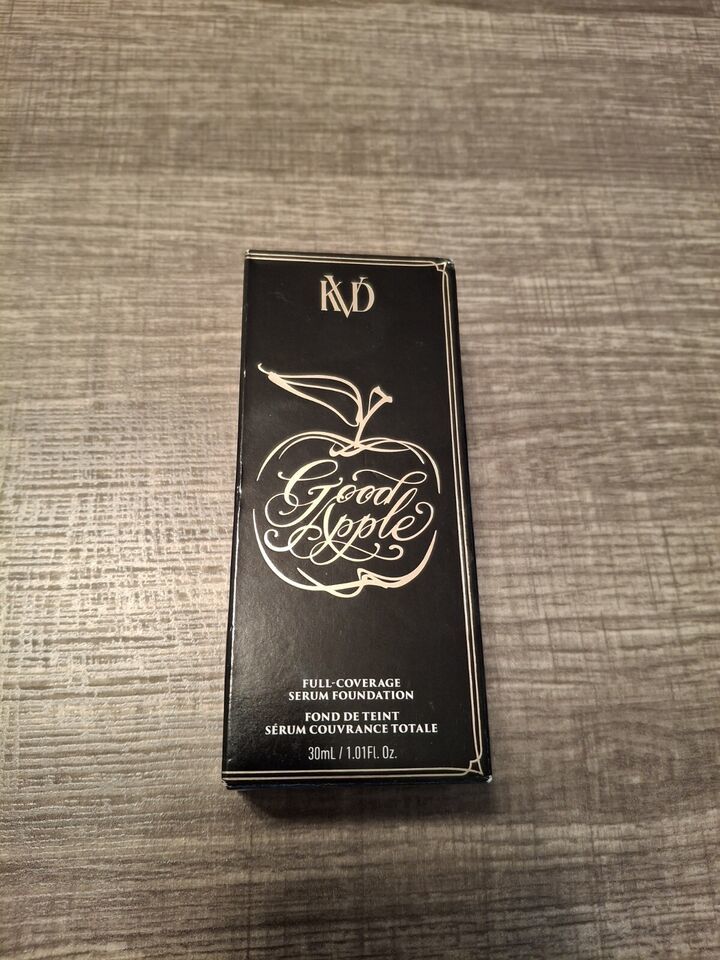 KVD
Good
Apple
FULL-COVERAGE
SERUM FOUNDATION
FOND DE TEINT
SÉRUM COUVRANCE TOTALE
30mL / 1.01FL. Oz.